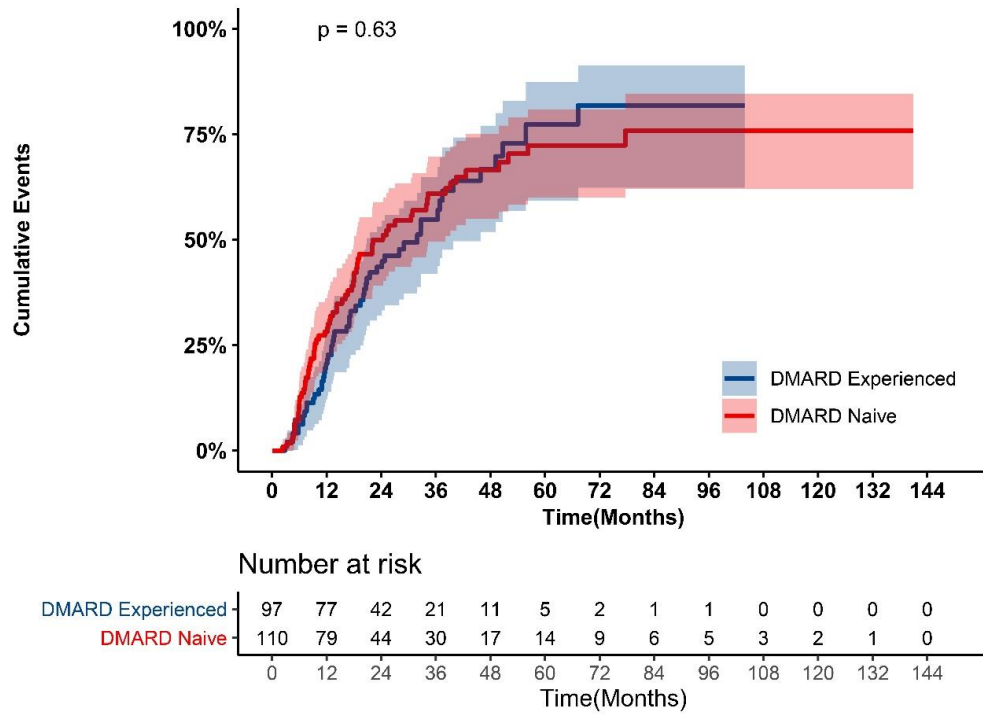 p = 0.63
100%
75%
50%
25%
0%
Cumulative Events
DMARD Experienced
DMARD Naive
0 12 24 36 48 60 72 84 96 108 120 132 144
Time(Months)
Number at risk
DMARD Experienced 97 77 42 21 11 5 2 1 1 0 0 0 0
DMARD Naive 110 79 44 30 17 14 9 6 5 3 2 1 0
0 12 24 36 48 60 72 84 96 108 120 132 144
Time(Months)